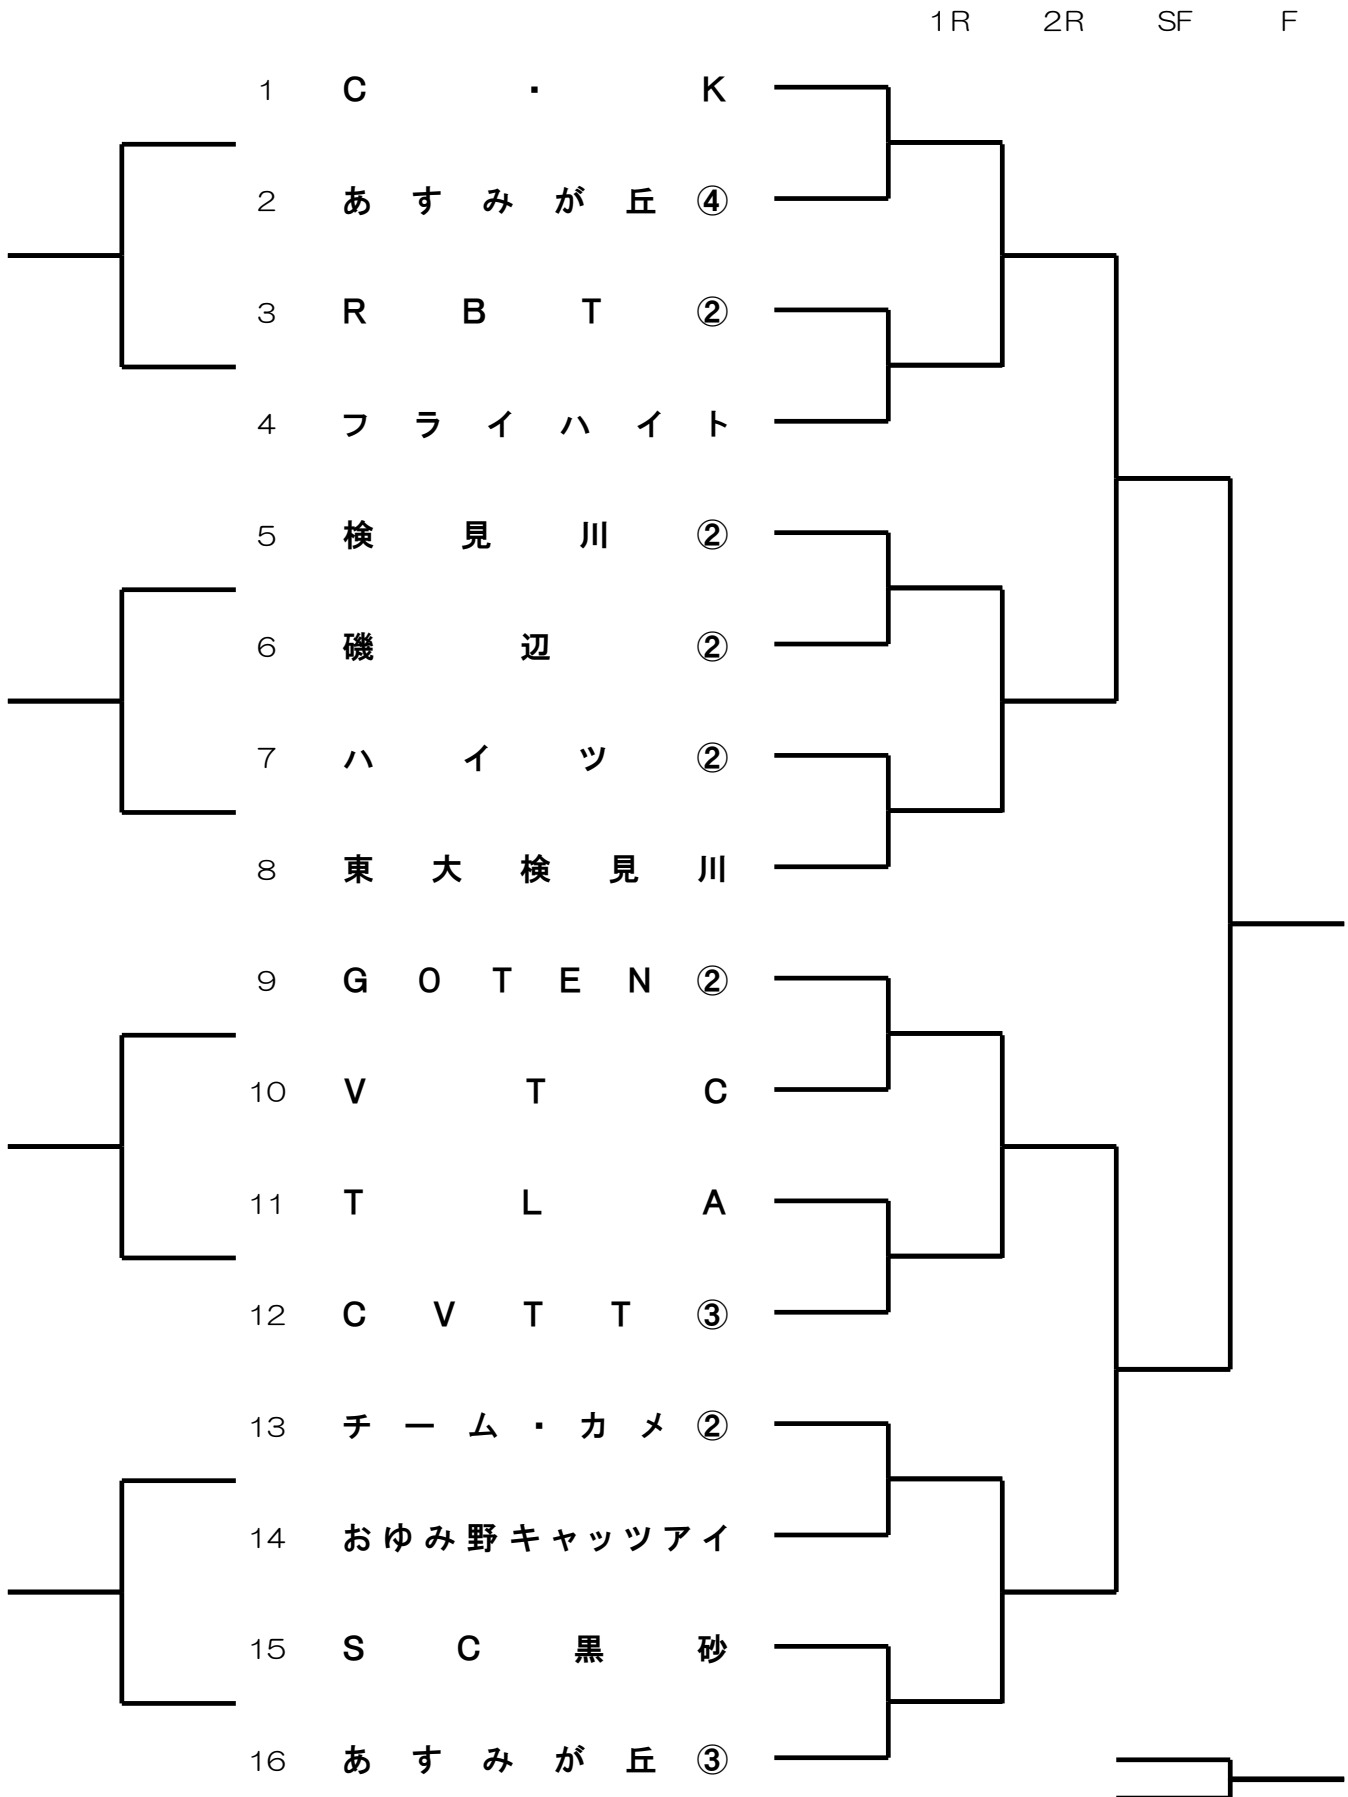 1R 2R SF F
1 C・K
2 あすみが丘④
3 RBT②
4 フライハイト
5 検見川②
6 磯辺②
7 ハイツ②
8 東大検見川
9 GOTEN②
10 VTC
11 TLA
12 CVTT③
13 チーム・カメ②
14 おゆみ野キャッツアイ
15 SC黒砂
16 あすみが丘③